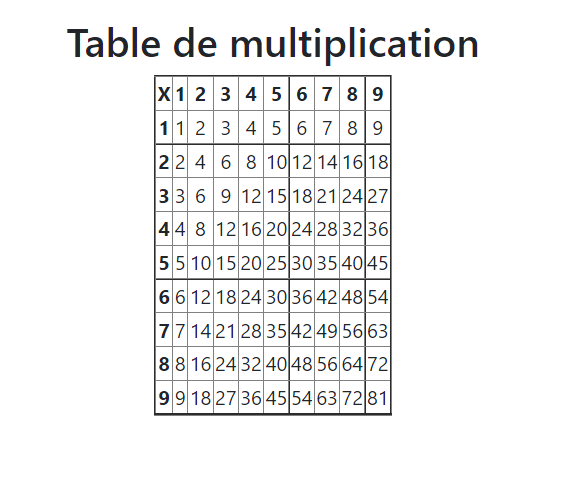 Table de multiplication
X 1 2 3 4 5 6 7 8 9
1 1 2 3 4 5 6 7 8 9
2 2 4 6 8 10 12 14 16 18
3 3 6 9 12 15 18 21 24 27
4 4 8 12 16 20 24 28 32 36
5 5 10 15 20 25 30 35 40 45
6 6 12 18 24 30 36 42 48 54
7 7 14 21 28 35 42 49 56 63
8 8 16 24 32 40 48 56 64 72
9 9 18 27 36 45 54 63 72 81